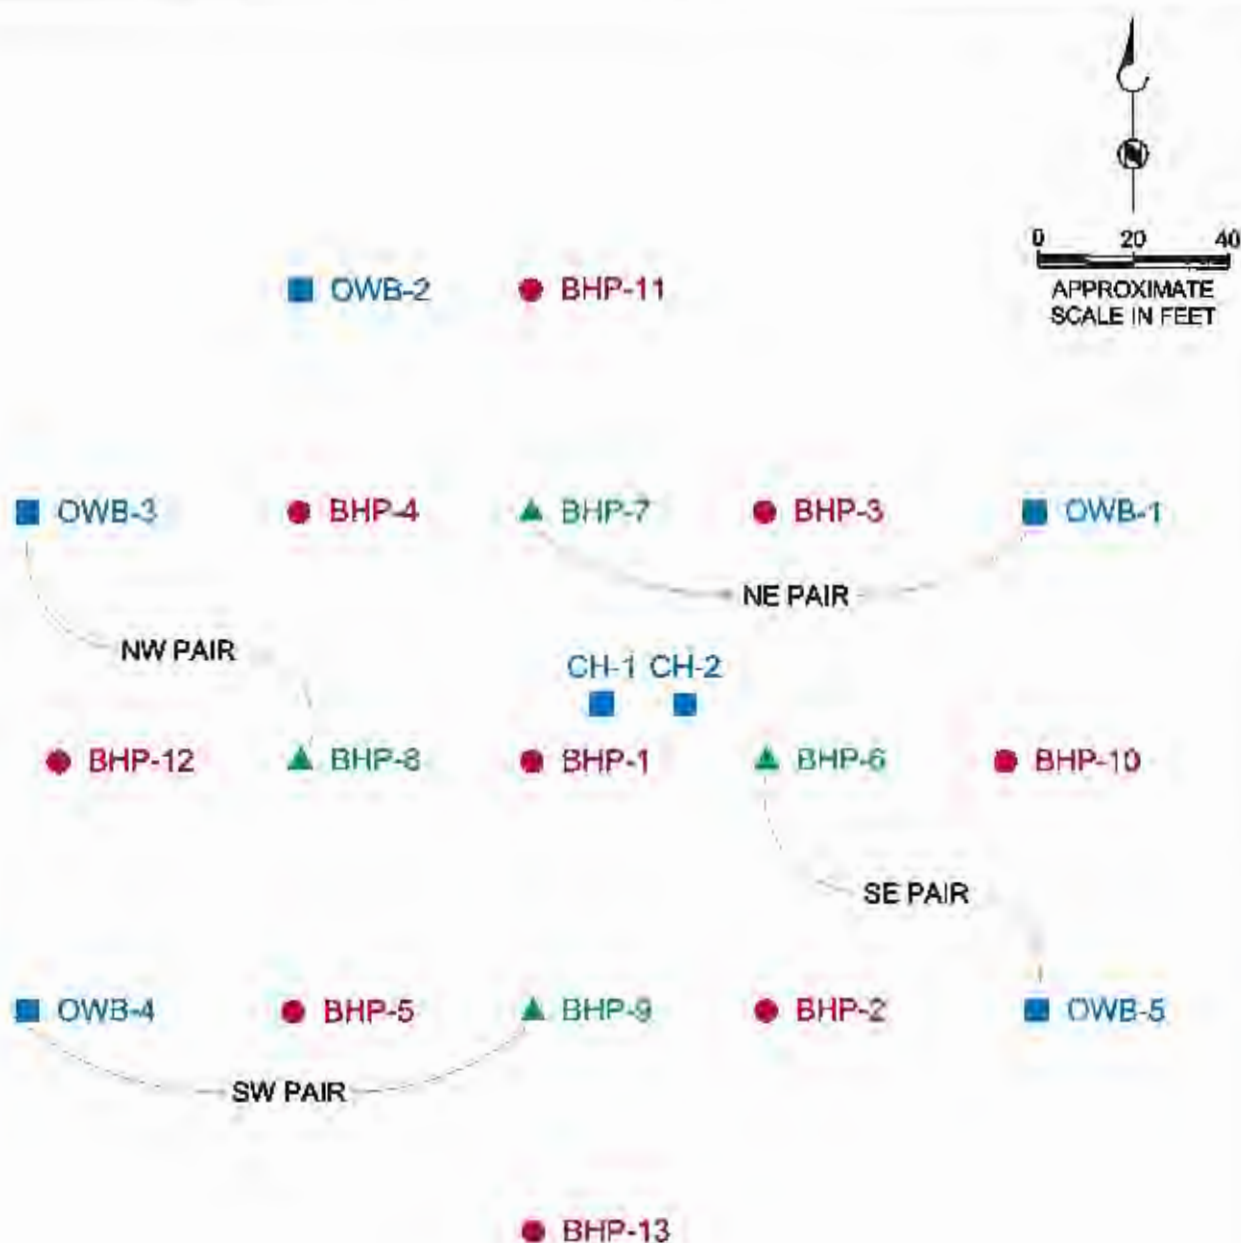 N
0 20 40
APPROXIMATE
SCALE IN FEET
OWB-2 BHP-11
OWB-3 BHP-4 BHP-7 BHP-3 OWB-1
NE PAIR
NW PAIR
CH-1 CH-2
BHP-12 BHP-8 BHP-1 BHP-6 BHP-10
SE PAIR
OWB-4 BHP-5 BHP-9 BHP-2 OWB-5
SW PAIR
BHP-13